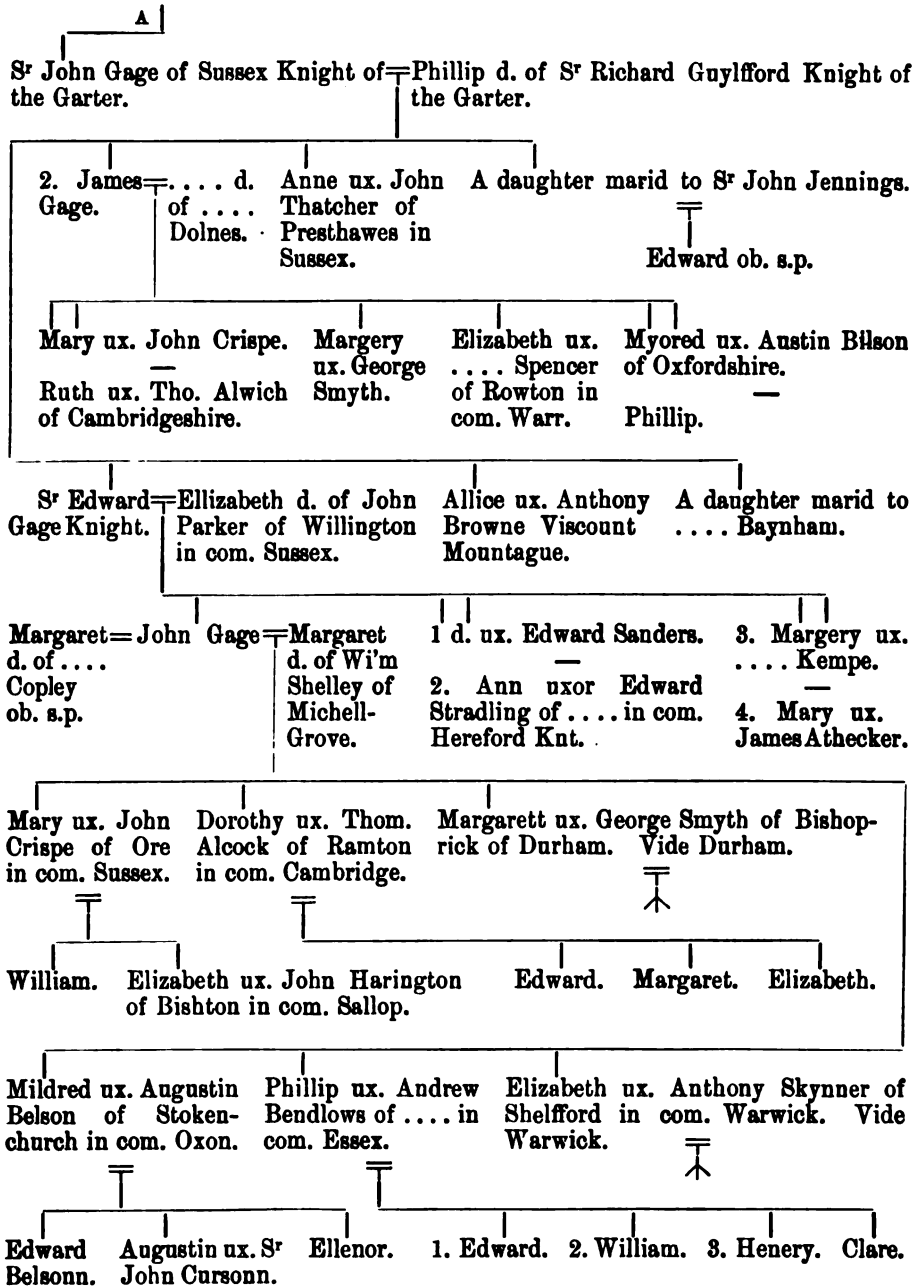 A
Sr John Gage of Sussex Knight of the Garter.
Phillip d. of Sr Richard Guylfford Knight of the Garter.
2. James Gage.
.... d. of .... Dolnes.
Anne ux. John Thatcher of Presthawes in Sussex.
A daughter marid to Sr John Jennings.
Edward ob. s.p.
Mary ux. John Crispe.
—
Ruth ux. Tho. Alwich of Cambridgeshire.
Margery ux. George Smyth.
Elizabeth ux. .... Spencer of Rowton in com. Warr.
Myored ux. Austin Bilson of Oxfordshire.
—
Phillip.
Sr Edward Gage Knight.
Ellizabeth d. of John Parker of Willington in com. Sussex.
Allice ux. Anthony Browne Viscount Mountague.
A daughter marid to .... Baynham.
Margaret d. of .... Copley ob. s.p.
John Gage
Margaret d. of Wi'm Shelley of Michell-Grove.
1 d. ux. Edward Sanders.
—
2. Ann uxor Edward Stradling of .... in com. Hereford Knt.
3. Margery ux. .... Kempe.
—
4. Mary ux. James Athecker.
Mary ux. John Crispe of Ore in com. Sussex.
Dorothy ux. Thom. Alcock of Ramton in com. Cambridge.
Margarett ux. George Smyth of Bishop-rick of Durham. Vide Durham.
William.
Elizabeth ux. John Harington of Bishton in com. Sallop.
Edward.
Margaret.
Elizabeth.
Mildred ux. Augustin Belson of Stoken-church in com. Oxon.
Phillip ux. Andrew Bendlows of .... in com. Essex.
Elizabeth ux. Anthony Skynner of Shelfford in com. Warwick. Vide Warwick.
Edward Belsonn.
Augustin ux. Sr John Cursonn.
Ellenor.
1. Edward.
2. William.
3. Henery.
Clare.